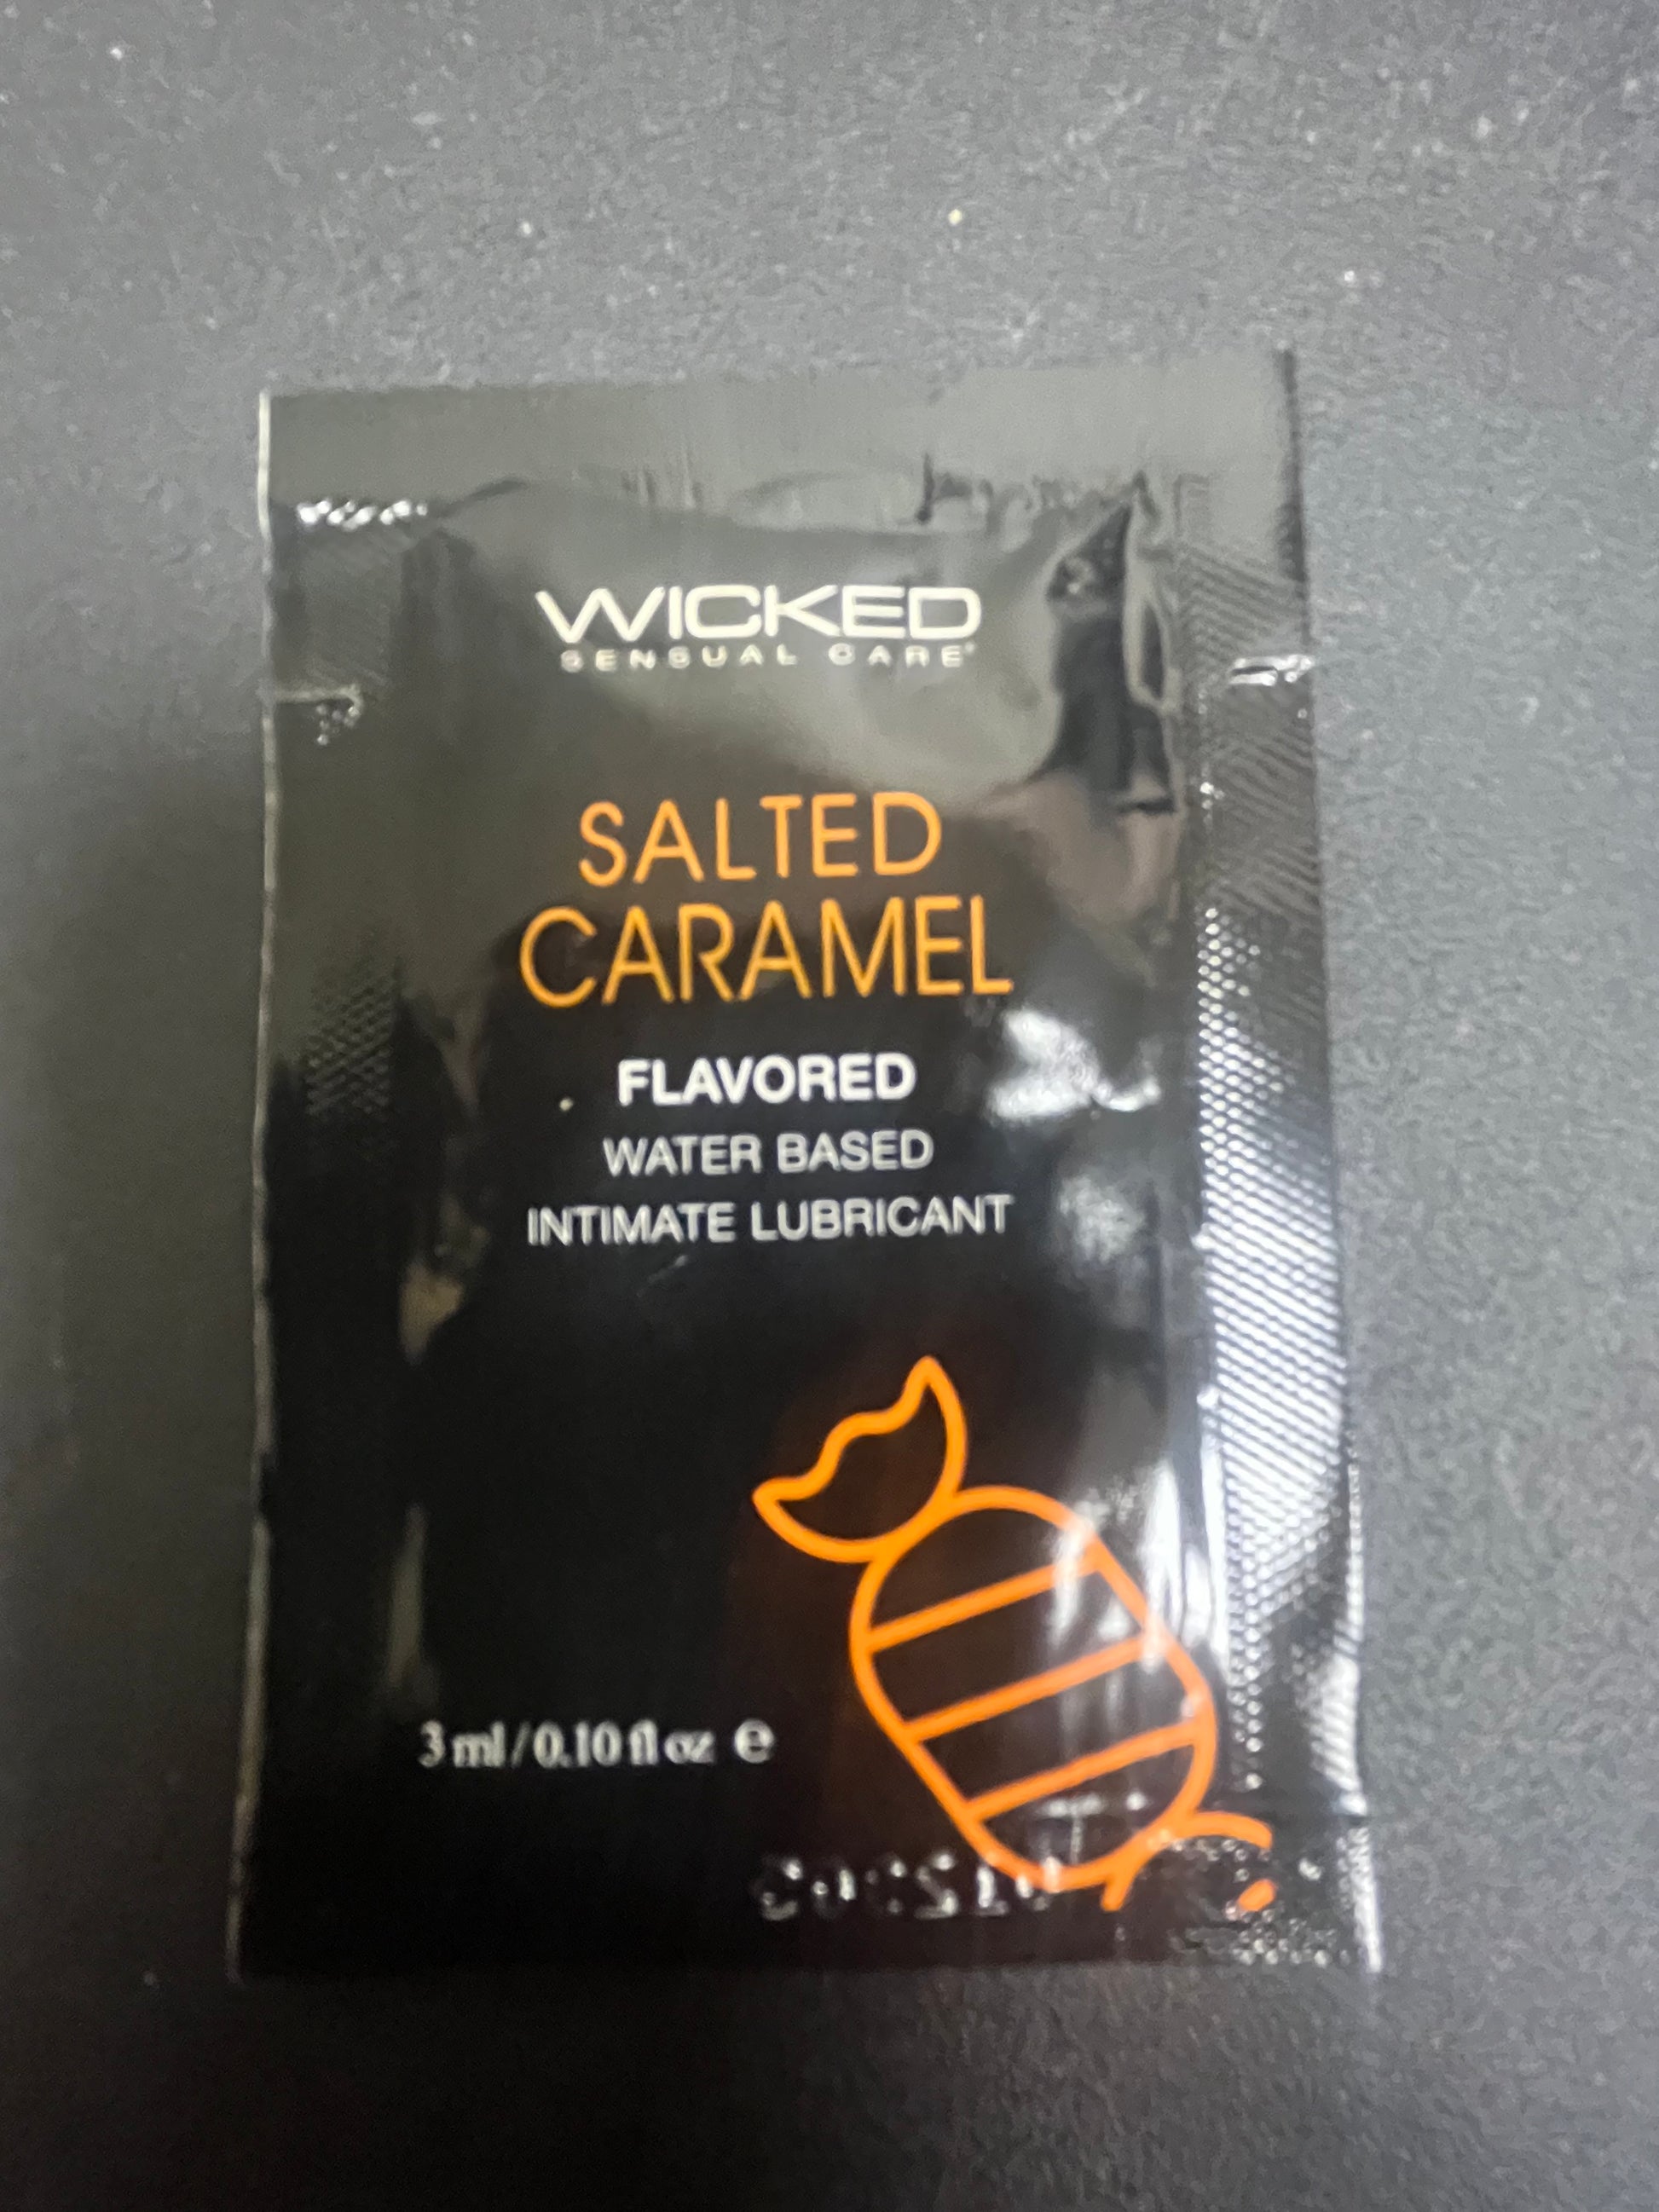 WICKED
SENSUAL CARE®
SALTED
CARAMEL
FLAVORED
WATER BASED
INTIMATE LUBRICANT
3 ml / 0.10 fl oz ℮